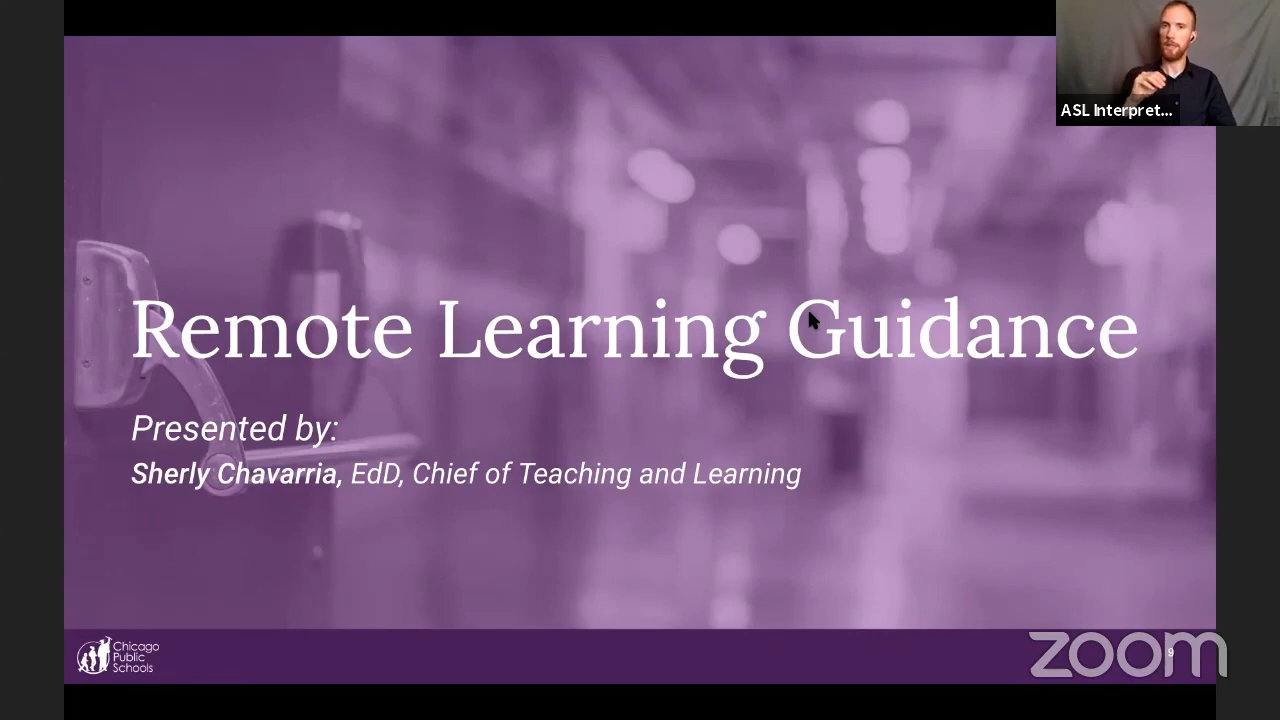 ASL Interpret...
Remote Learning Guidance
Presented by:
Sherly Chavarria, EdD, Chief of Teaching and Learning
Chicago
Public
Schools
9
zoom